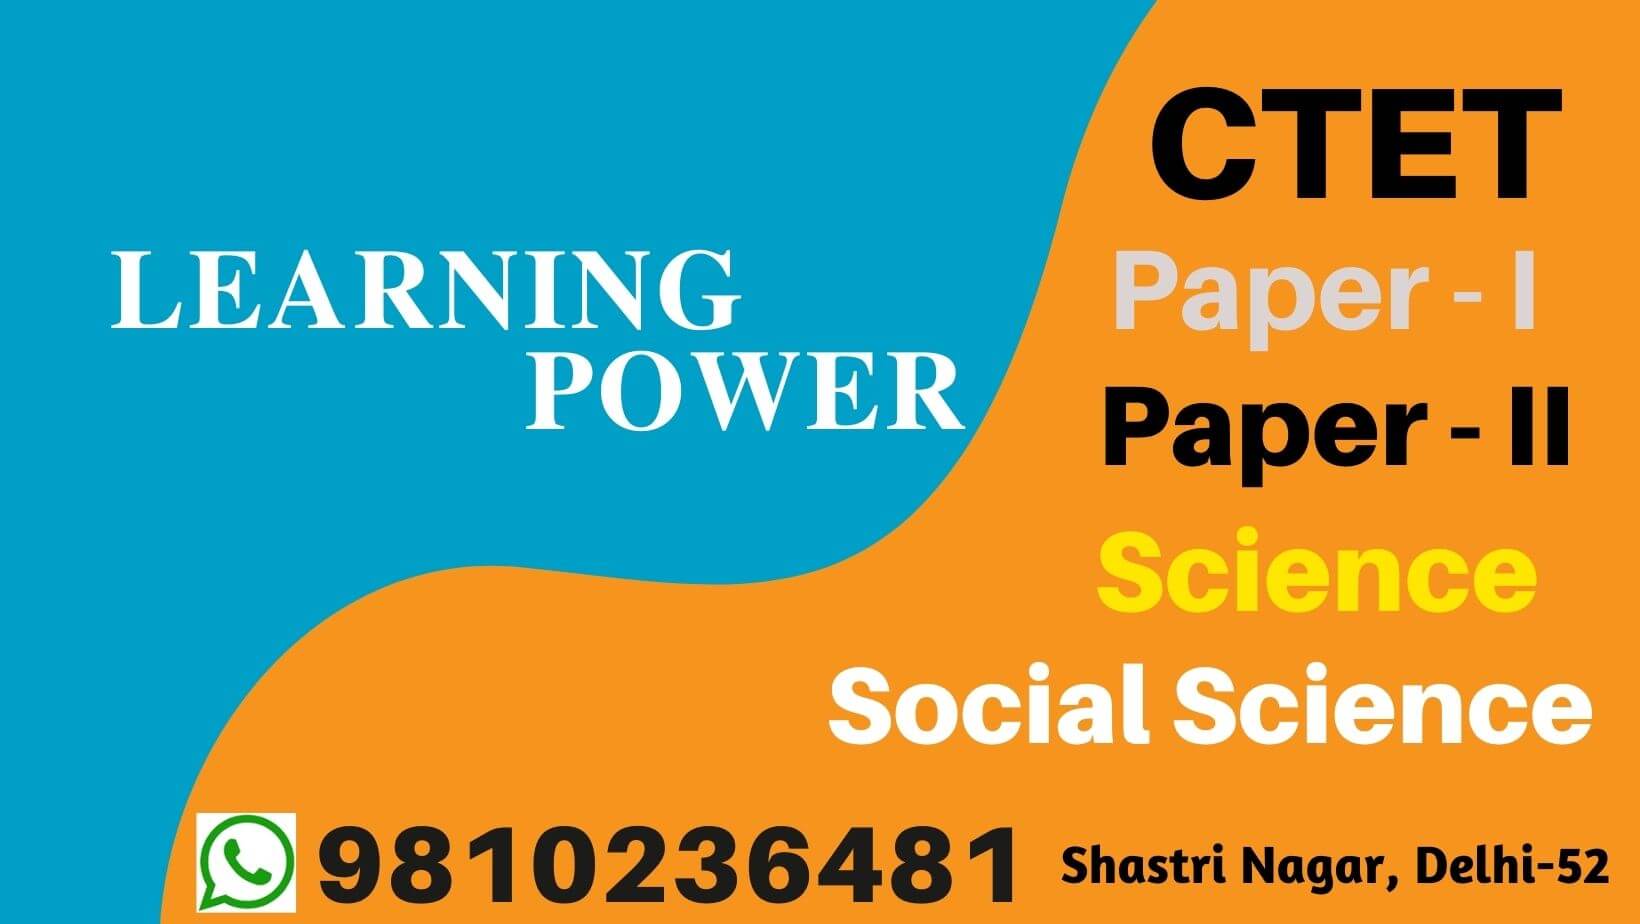 LEARNING
POWER
CTET
Paper - I
Paper - II
Science
Social Science
9810236481
Shastri Nagar, Delhi-52